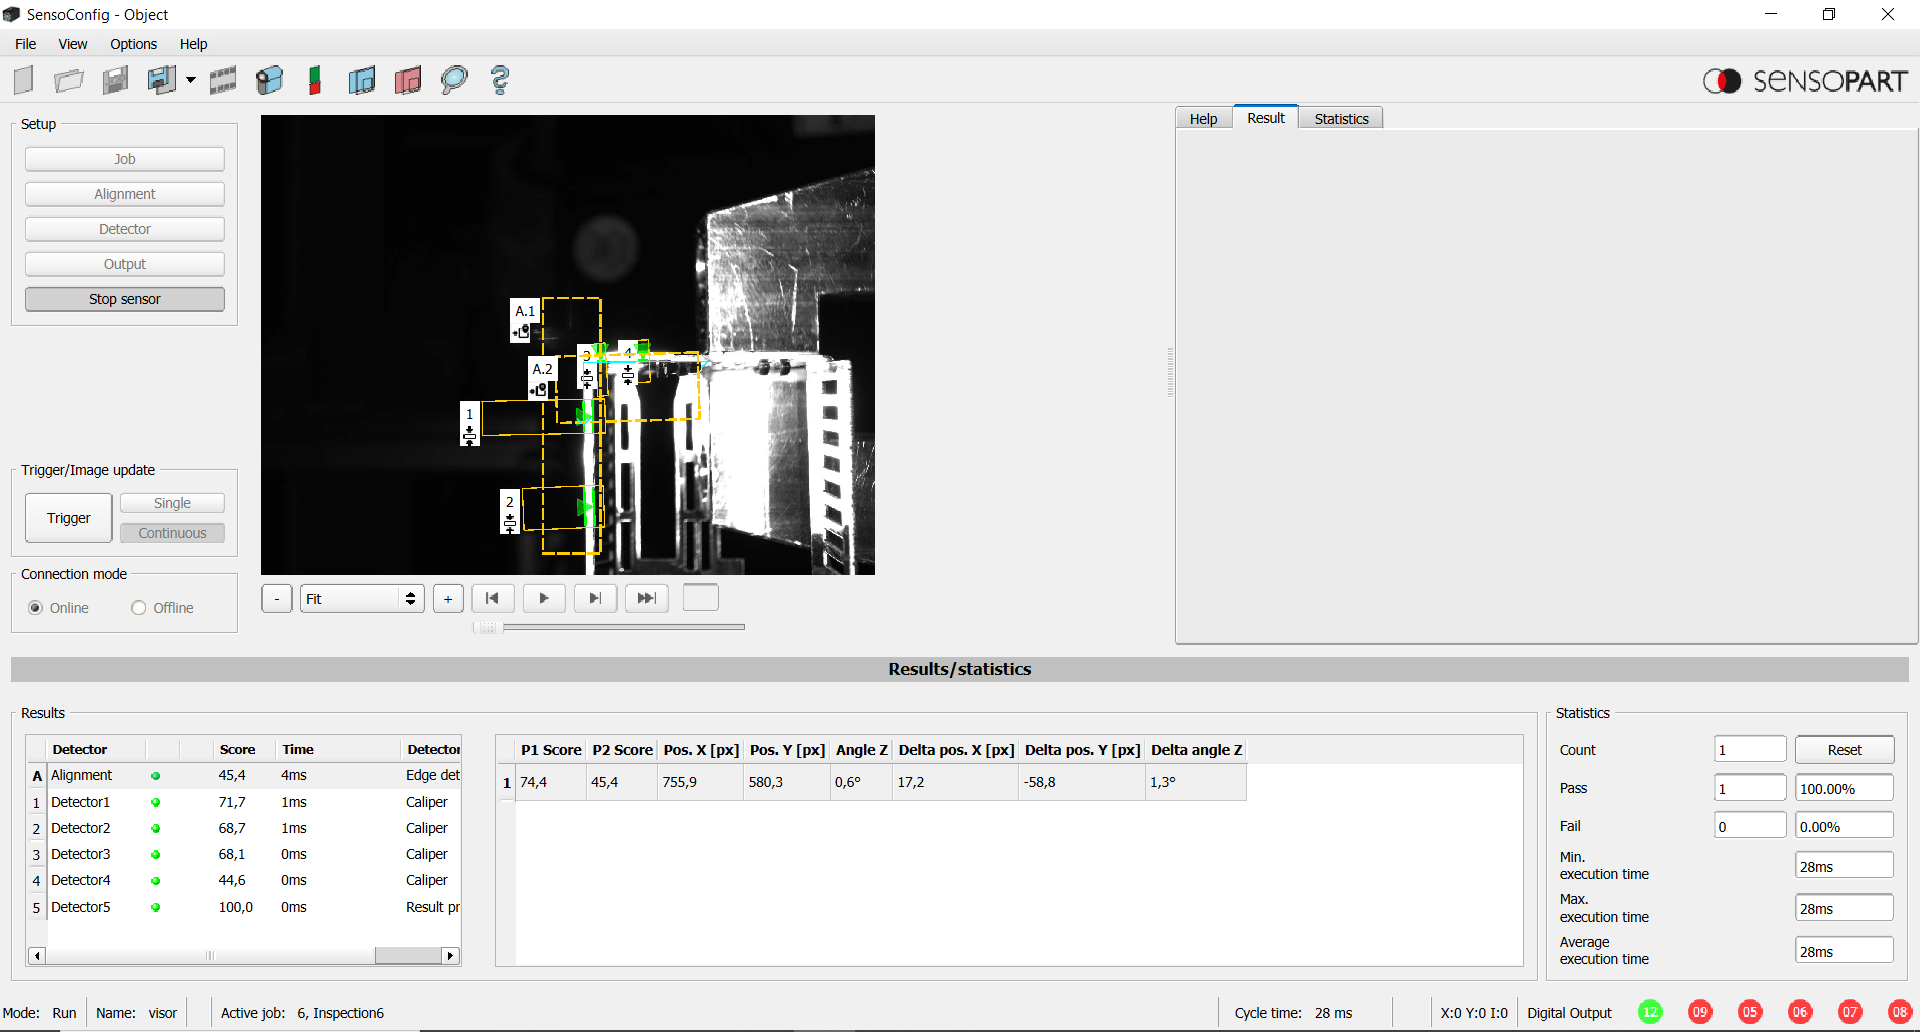 SensoConfig - Object
File View Options Help
SENSOPART
Setup
Job
Alignment
Detector
Output
Stop sensor
Trigger/Image update
Trigger
Single
Continuous
Connection mode
Online Offline
A.1
A.2
3
4
1
2
- Fit +
Help Result Statistics
Results/statistics
Results
Detector Score Time Detector
A Alignment 45,4 4ms Edge det
1 Detector1 71,7 1ms Caliper
2 Detector2 68,7 1ms Caliper
3 Detector3 68,1 0ms Caliper
4 Detector4 44,6 0ms Caliper
5 Detector5 100,0 0ms Result pr
P1 Score P2 Score Pos. X [px] Pos. Y [px] Angle Z Delta pos. X [px] Delta pos. Y [px] Delta angle Z
1 74,4 45,4 755,9 580,3 0,6° 17,2 -58,8 1,3°
Statistics
Count 1 Reset
Pass 1 100.00%
Fail 0 0.00%
Min.
execution time 28ms
Max.
execution time 28ms
Average
execution time 28ms
Mode: Run Name: visor Active job: 6, Inspection6 Cycle time: 28 ms X:0 Y:0 I:0 Digital Output 12 09 05 06 07 08